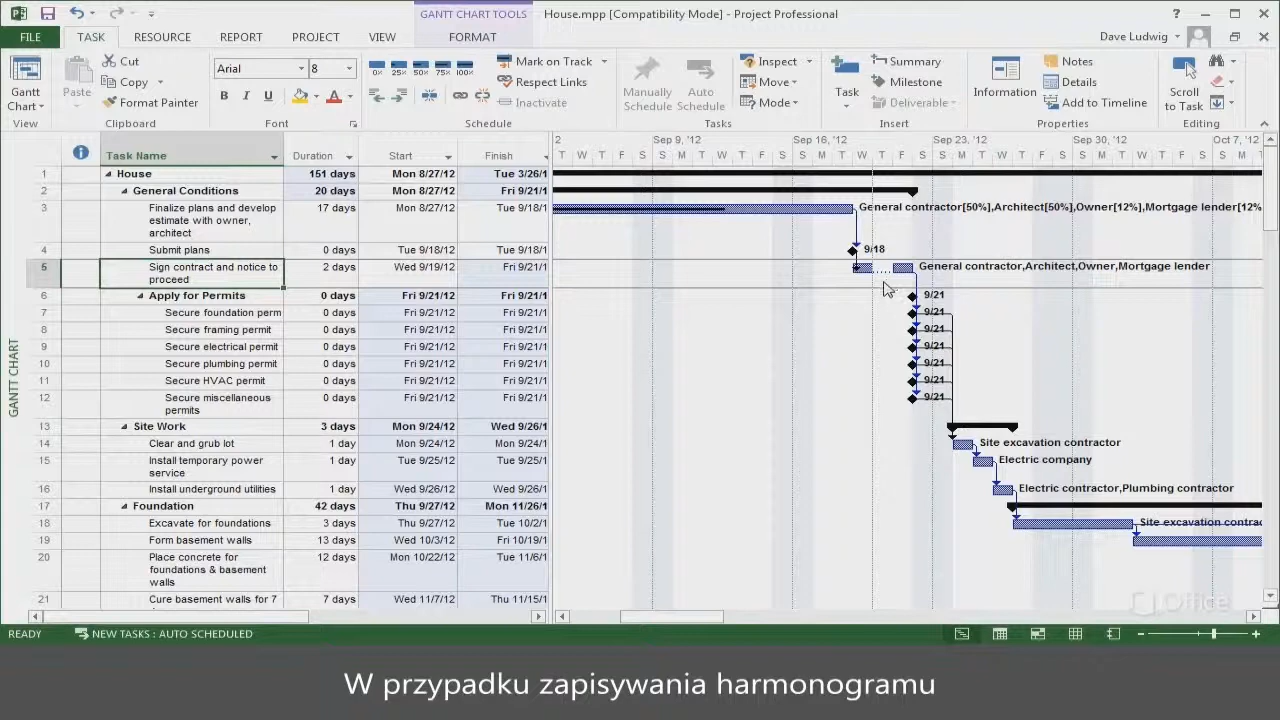 GANTT CHART TOOLS
House.mpp [Compatibility Mode] - Project Professional
FILE TASK RESOURCE REPORT PROJECT VIEW FORMAT
Dave Ludwig
Gantt Chart
View
Paste
Cut
Copy
Format Painter
Clipboard
Arial 8
B I U A
Font
0% 25% 50% 75% 100%
Mark on Track
Respect Links
Inactivate
Schedule
Manually Schedule
Auto Schedule
Inspect
Move
Mode
Tasks
Task
Summary
Milestone
Deliverable
Insert
Information
Notes
Details
Add to Timeline
Properties
Scroll to Task
Editing
2 Sep 9, '12 Sep 16, '12 Sep 23, '12 Sep 30, '12 Oct 7, '12
T W T F S S M T W T F S S M T W T F S S M T W T F S S M T W T F S S M T
Task Name Duration Start Finish
1 House 151 days Mon 8/27/12 Tue 3/26/1
2 General Conditions 20 days Mon 8/27/12 Fri 9/21/1
3 Finalize plans and develop 17 days Mon 8/27/12 Tue 9/18/1 General contractor[50%],Architect[50%],Owner[12%],Mortgage lender[12%
estimate with owner,
architect
4 Submit plans 0 days Tue 9/18/12 Tue 9/18/1 9/18
5 Sign contract and notice to 2 days Wed 9/19/12 Fri 9/21/1 General contractor,Architect,Owner,Mortgage lender
proceed
6 Apply for Permits 0 days Fri 9/21/12 Fri 9/21/1 9/21
7 Secure foundation perm 0 days Fri 9/21/12 Fri 9/21/1 9/21
8 Secure framing permit 0 days Fri 9/21/12 Fri 9/21/1 9/21
9 Secure electrical permit 0 days Fri 9/21/12 Fri 9/21/1 9/21
10 Secure plumbing permit 0 days Fri 9/21/12 Fri 9/21/1 9/21
11 Secure HVAC permit 0 days Fri 9/21/12 Fri 9/21/1 9/21
12 Secure miscellaneous 0 days Fri 9/21/12 Fri 9/21/1 9/21
permits
13 Site Work 3 days Mon 9/24/12 Wed 9/26/1
14 Clear and grub lot 1 day Mon 9/24/12 Mon 9/24/1 Site excavation contractor
15 Install temporary power 1 day Tue 9/25/12 Tue 9/25/1 Electric company
service
16 Install underground utilities 1 day Wed 9/26/12 Wed 9/26/1 Electric contractor,Plumbing contractor
17 Foundation 42 days Thu 9/27/12 Mon 11/26/1
18 Excavate for foundations 3 days Thu 9/27/12 Tue 10/2/1 Site excavation contrac
19 Form basement walls 13 days Wed 10/3/12 Fri 10/19/1
20 Place concrete for 12 days Mon 10/22/12 Tue 11/6/1
foundations & basement
walls
21 Cure basement walls for 7 7 days Wed 11/7/12 Thu 11/15/1
GANTT CHART
Office
READY NEW TASKS : AUTO SCHEDULED
W przypadku zapisywania harmonogramu